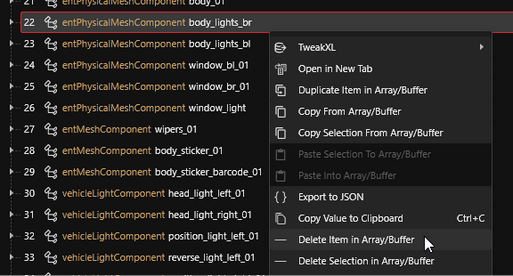 21 entPhysicalMeshComponent body_01
22 entPhysicalMeshComponent body_lights_br
23 entPhysicalMeshComponent body_lights_bl
24 entPhysicalMeshComponent window_bl_01
25 entPhysicalMeshComponent window_br_01
26 entPhysicalMeshComponent window_light
27 entMeshComponent wipers_01
28 entMeshComponent body_sticker_01
29 entMeshComponent body_sticker_barcode_01
30 vehicleLightComponent head_light_left_01
31 vehicleLightComponent head_light_right_01
32 vehicleLightComponent position_light_left_01
33 vehicleLightComponent reverse_light_left_01
TweakXL
Open in New Tab
Duplicate Item in Array/Buffer
Copy From Array/Buffer
Copy Selection From Array/Buffer
Paste Selection To Array/Buffer
Paste Into Array/Buffer
Export to JSON
Copy Value to Clipboard Ctrl+C
Delete Item in Array/Buffer
Delete Selection in Array/Buffer